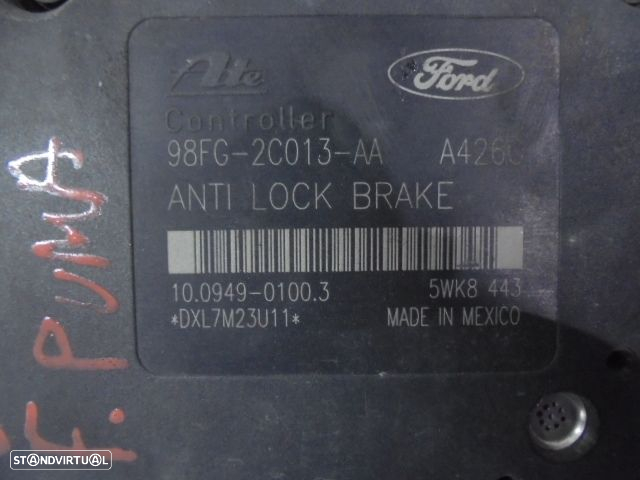 Ate
Ford
Controller
98FG-2C013-AA A426C
ANTI LOCK BRAKE
10.0949-0100.3 5WK8 443
*DXL7M23U11* MADE IN MEXICO
F. PUMA
STANDVIRTUAL